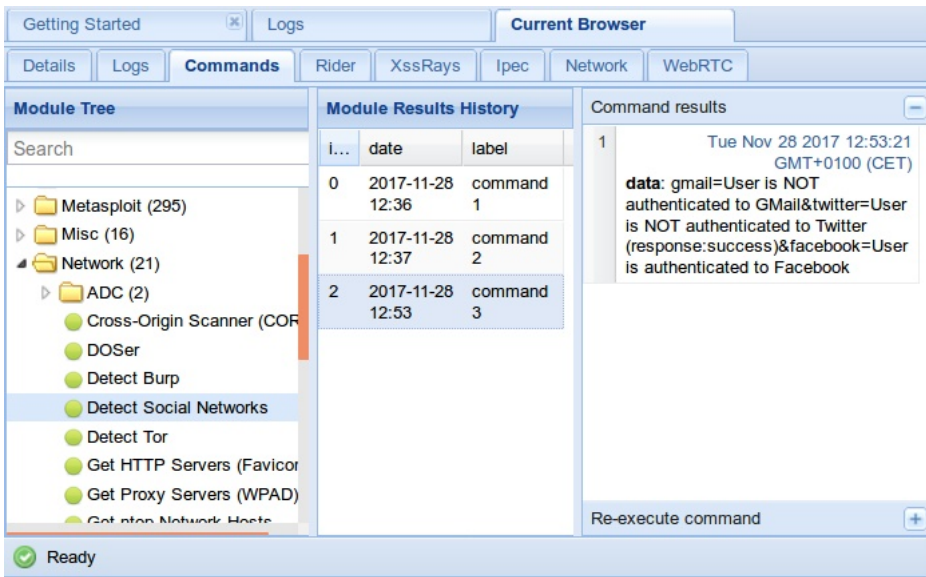 Getting Started
Logs
Current Browser
Details
Logs
Commands
Rider
XssRays
Ipec
Network
WebRTC
Module Tree
Search
Metasploit (295)
Misc (16)
Network (21)
ADC (2)
Cross-Origin Scanner (COR
DOSer
Detect Burp
Detect Social Networks
Detect Tor
Get HTTP Servers (Favicon
Get Proxy Servers (WPAD)
Get ntop Network Hosts
Module Results History
i... date label
0 2017-11-28 command
12:36 1
1 2017-11-28 command
12:37 2
2 2017-11-28 command
12:53 3
Command results
1 Tue Nov 28 2017 12:53:21
GMT+0100 (CET)
data: gmail=User is NOT
authenticated to GMail&twitter=User
is NOT authenticated to Twitter
(response:success)&facebook=User
is authenticated to Facebook
Re-execute command
Ready